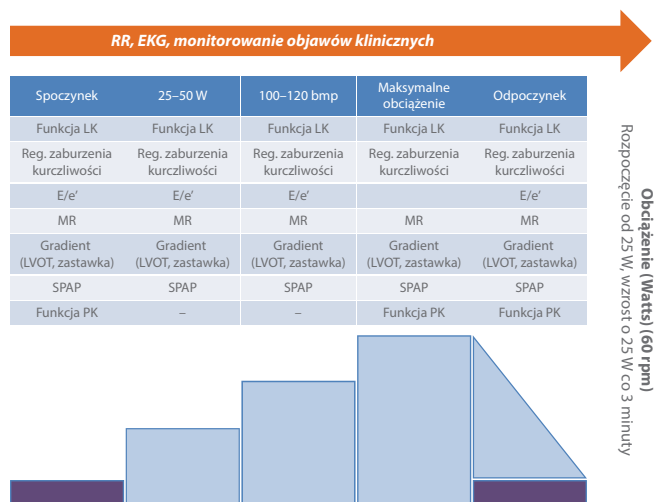 RR, EKG, monitorowanie objawów klinicznych
Spoczynek 25–50 W 100–120 bmp Maksymalne obciążenie Odpoczynek
Funkcja LK Funkcja LK Funkcja LK Funkcja LK Funkcja LK
Reg. zaburzenia kurczliwości Reg. zaburzenia kurczliwości Reg. zaburzenia kurczliwości Reg. zaburzenia kurczliwości Reg. zaburzenia kurczliwości
E/e’ E/e’ E/e’ E/e’
MR MR MR MR MR
Gradient (LVOT, zastawka) Gradient (LVOT, zastawka) Gradient (LVOT, zastawka) Gradient (LVOT, zastawka) Gradient (LVOT, zastawka)
SPAP SPAP SPAP SPAP SPAP
Funkcja PK – – Funkcja PK Funkcja PK
Obciążenie (Watts) (60 rpm)
Rozpoczęcie od 25 W, wzrost o 25 W co 3 minuty